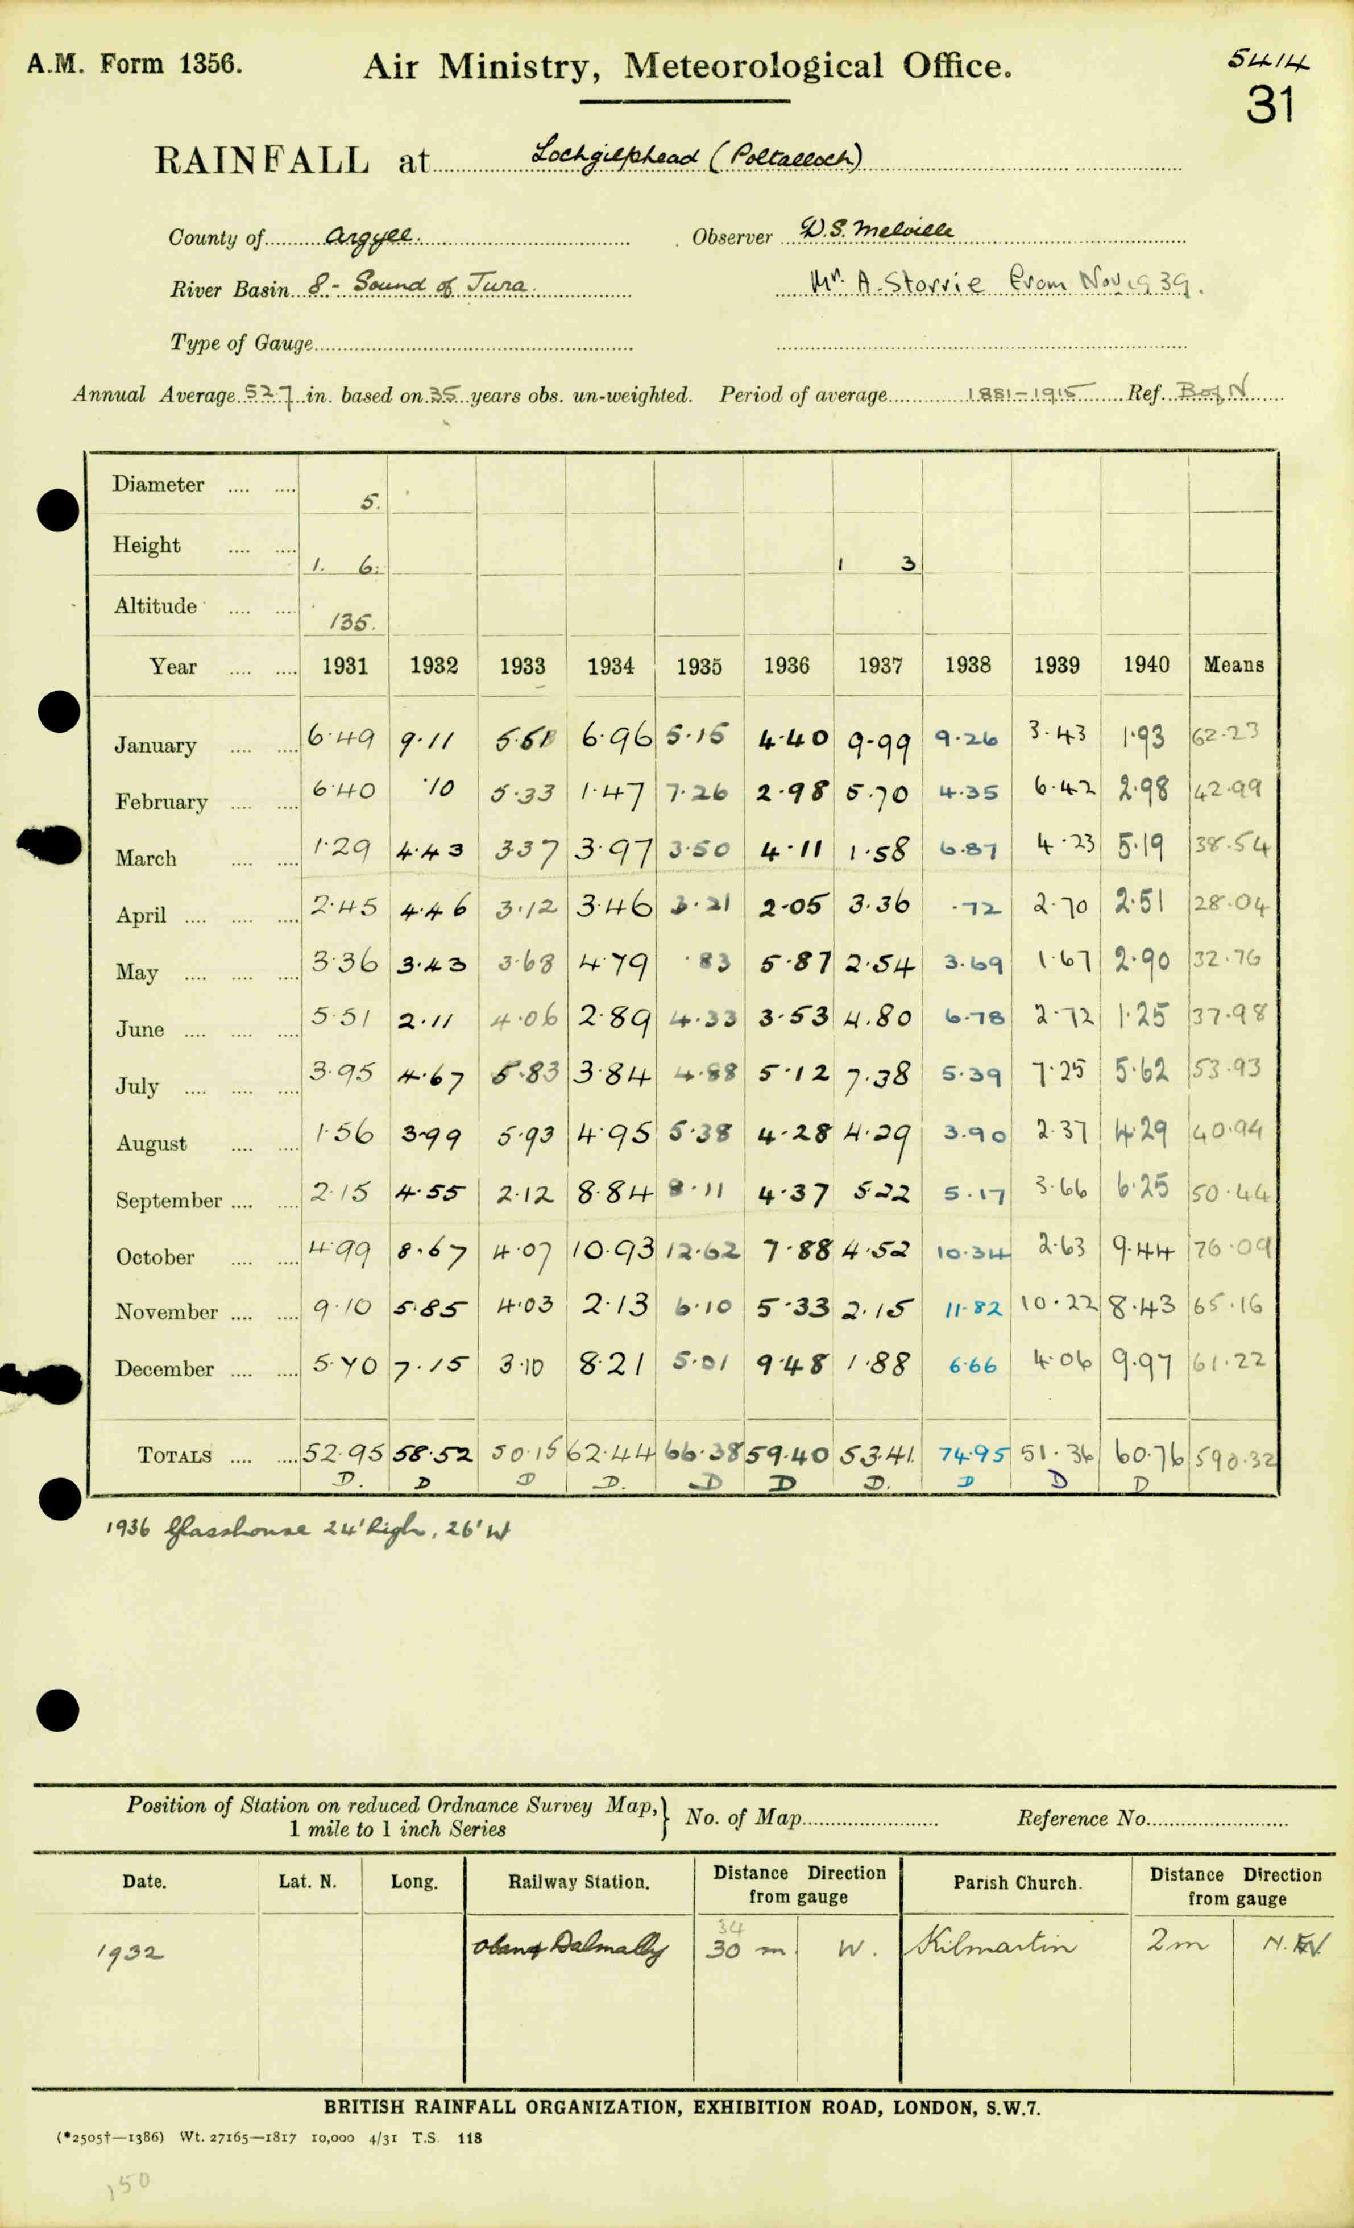 A.M. Form 1356. Air Ministry, Meteorological Office. 5414
31
RAINFALL at Lochgilphead (Poltalloch)
County of Argyll. Observer D.S. Melville
River Basin 8 - Sound of Jura. Mr. A. Storrie from Nov 1939.
Type of Gauge
Annual Average 52.7 in. based on 35 years obs. un-weighted. Period of average 1881-1915 Ref. B of N
Diameter 5.
Height 1. 6. 1 3
Altitude 135.
Year 1931 1932 1933 1934 1935 1936 1937 1938 1939 1940 Means
January 6.49 9.11 5.51 6.96 5.15 4.40 9.99 9.26 3.43 1.93 62.23
February 6.40 .10 5.33 1.47 7.26 2.98 5.70 4.35 6.42 2.98 42.99
March 1.29 4.43 3.37 3.97 3.50 4.11 1.58 6.87 4.23 5.19 38.54
April 2.45 4.46 3.12 3.46 3.21 2.05 3.36 .72 2.70 2.51 28.04
May 3.36 3.43 3.68 4.79 .83 5.87 2.54 3.69 1.67 2.90 32.76
June 5.51 2.11 4.06 2.89 4.33 3.53 4.80 6.78 2.72 1.25 37.98
July 3.95 4.67 5.83 3.84 4.88 5.12 7.38 5.39 7.25 5.62 53.93
August 1.56 3.99 5.93 4.95 5.38 4.28 4.29 3.90 2.37 4.29 40.94
September 2.15 4.55 2.12 8.84 8.11 4.37 5.22 5.17 3.66 6.25 50.44
October 4.99 8.67 4.07 10.93 12.62 7.88 4.52 10.34 2.63 9.44 76.09
November 9.10 5.85 4.03 2.13 6.10 5.33 2.15 11.82 10.22 8.43 65.16
December 5.70 7.15 3.10 8.21 5.01 9.48 1.88 6.66 4.06 9.97 61.22
TOTALS 52.95 58.52 50.15 62.44 66.38 59.40 53.41 74.95 51.36 60.76 590.32
D. D D D. D D D. D D D
1936 Glasshouse 24' high, 26' W
Position of Station on reduced Ordnance Survey Map, 1 mile to 1 inch Series } No. of Map Reference No.
Date. Lat. N. Long. Railway Station. Distance Direction from gauge Parish Church. Distance Direction from gauge
34
1932 Oban & Dalmally 30 m W. Kilmartin 2m N.
BRITISH RAINFALL ORGANIZATION, EXHIBITION ROAD, LONDON, S.W.7.
(*2505†—1386) Wt. 27165—1817 10,000 4/31 T.S. 118
150